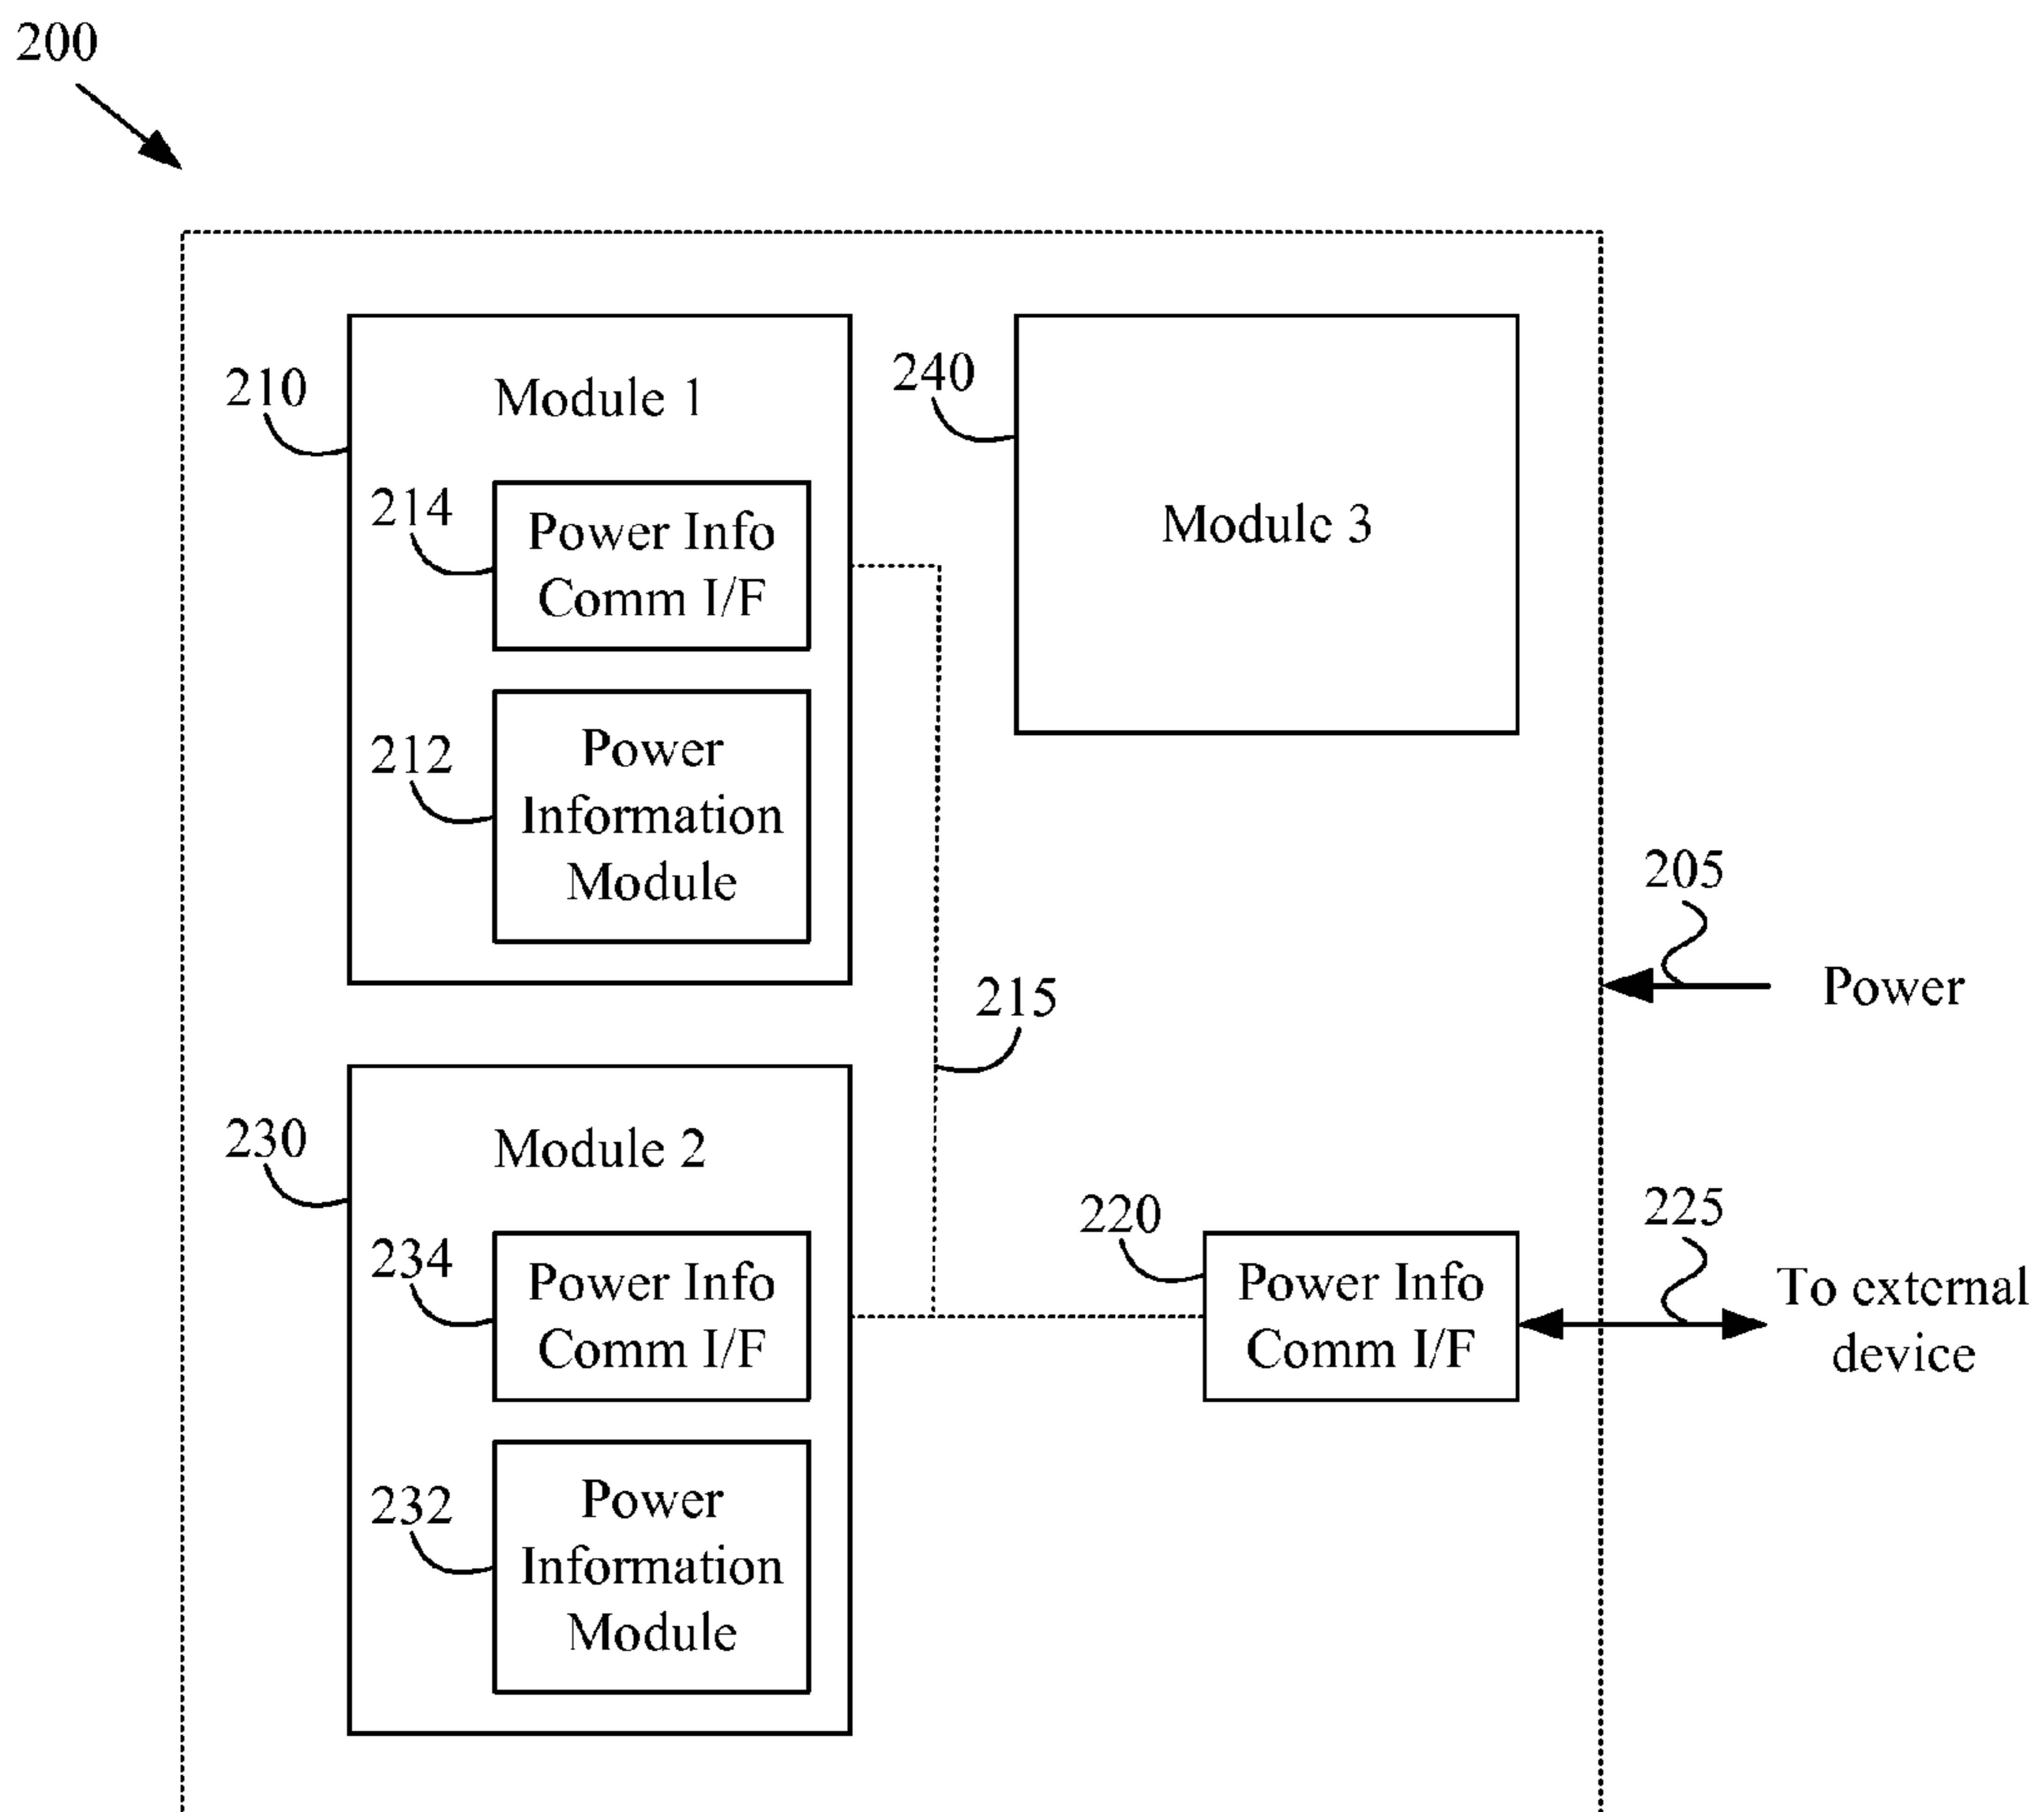 200
210
Module 1
214
Power Info
Comm I/F
212
Power
Information
Module
240
Module 3
205
Power
215
230
Module 2
234
Power Info
Comm I/F
232
Power
Information
Module
220
Power Info
Comm I/F
225
To external
device